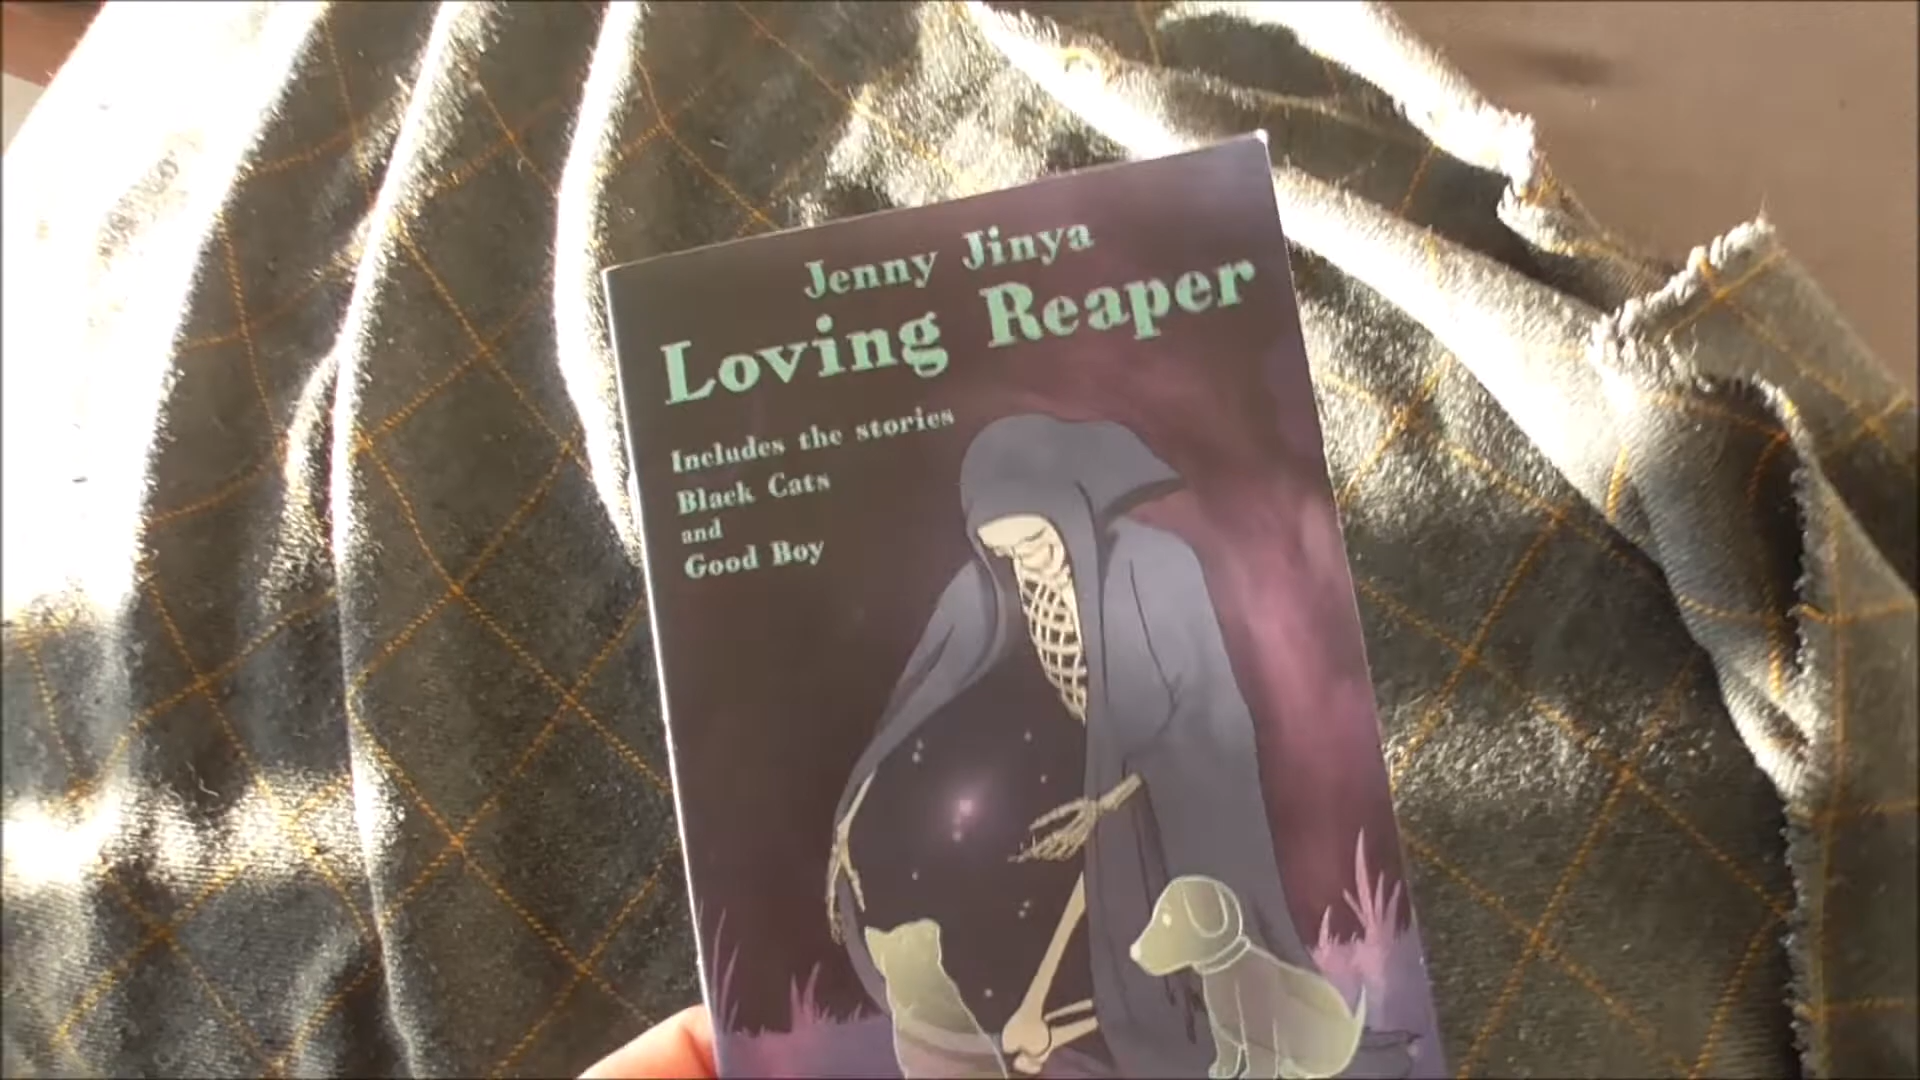 Jenny Jinya
Loving Reaper
Includes the stories
Black Cats
and
Good Boy